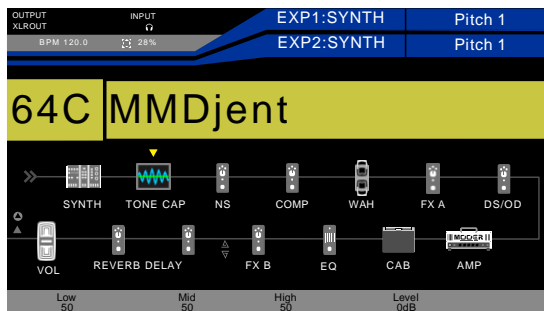 OUTPUT INPUT EXP1:SYNTH Pitch 1
XLROUT
BPM 120.0 28% EXP2:SYNTH Pitch 1
64C MMDjent
SYNTH TONE CAP NS COMP WAH FX A DS/OD
MOOER
VOL REVERB DELAY FX B EQ CAB AMP
Low Mid High Level
50 50 50 0dB